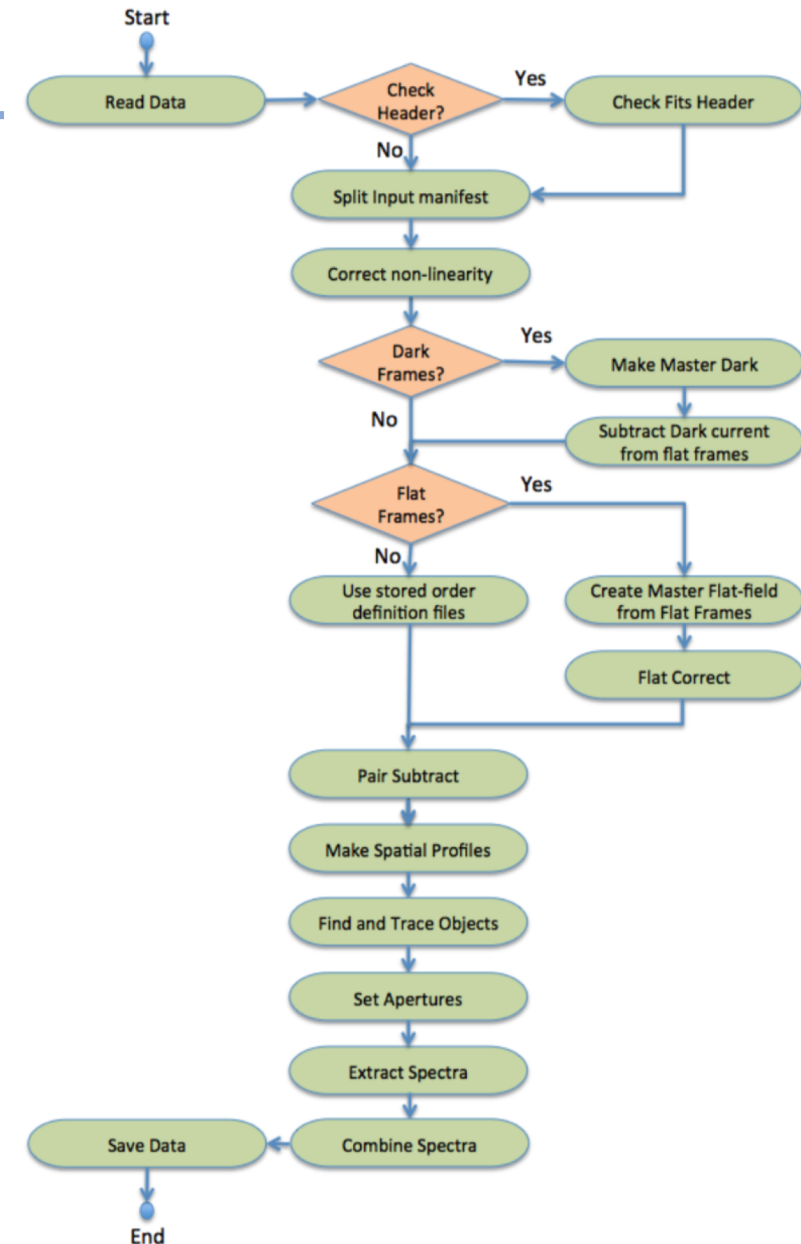 Start
Read Data
Check
Header?
Yes
Check Fits Header
No
Split Input manifest
Correct non-linearity
Dark
Frames?
Yes
Make Master Dark
No
Subtract Dark current
from flat frames
Flat
Frames?
Yes
No
Use stored order
definition files
Create Master Flat-field
from Flat Frames
Flat Correct
Pair Subtract
Make Spatial Profiles
Find and Trace Objects
Set Apertures
Extract Spectra
Combine Spectra
Save Data
End